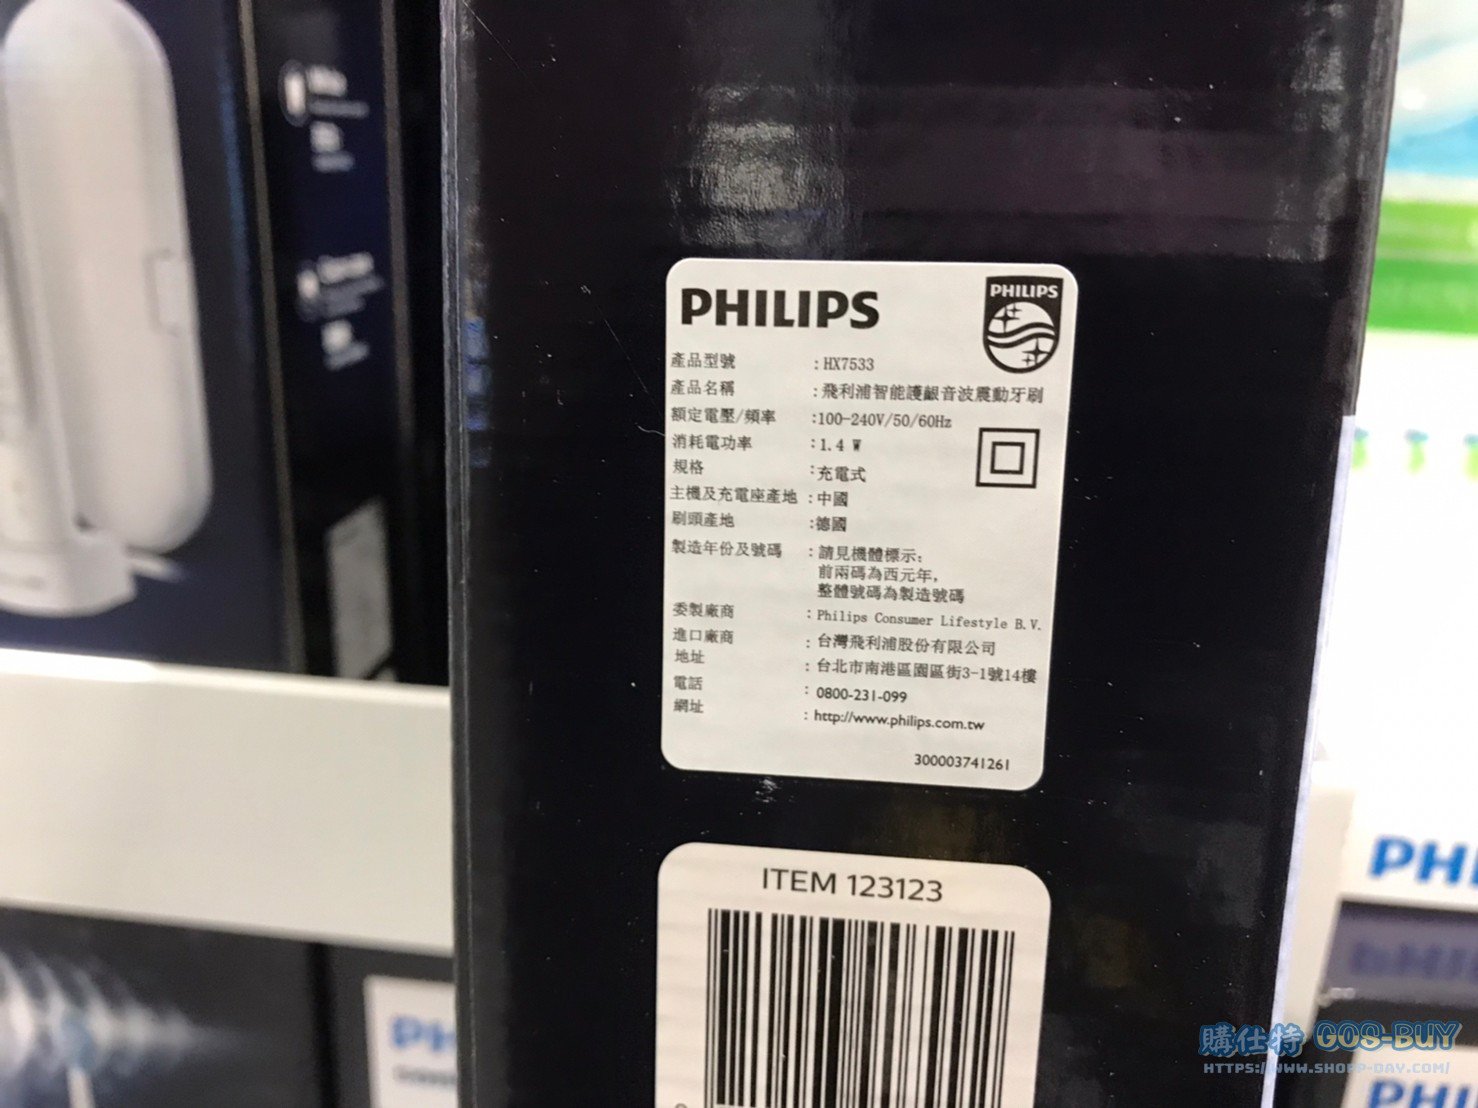 PHILIPS
PHILIPS
產品型號 :HX7533
產品名稱 :飛利浦智能護齦音波震動牙刷
額定電壓/頻率 :100-240V/50/60Hz
消耗電功率 :1.4 W
規格 :充電式
主機及充電座產地 :中國
刷頭產地 :德國
製造年份及號碼 :請見機體標示;
前兩碼為西元年,
整體號碼為製造號碼
委製廠商 :Philips Consumer Lifestyle B.V.
進口廠商 :台灣飛利浦股份有限公司
地址 :台北市南港區園區街3-1號14樓
電話 :0800-231-099
網址 :http://www.philips.com.tw
300003741261
ITEM 123123
PHI
PH
PHI
購仕特 GOS-BUY
HTTPS://WWW.SHOPP-DAY.COM/